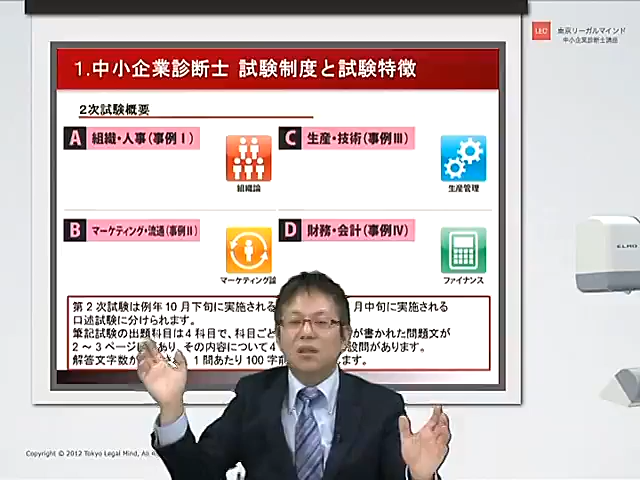 LEC 東京リーガルマインド
中小企業診断士講座
1.中小企業診断士 試験制度と試験特徴
2次試験概要
A 組織・人事(事例Ⅰ)
組織論
C 生産・技術(事例Ⅲ)
生産管理
B マーケティング・流通(事例Ⅱ)
マーケティング論
D 財務・会計(事例Ⅳ)
ファイナンス
ELMO
第2次試験は例年10月下旬に実施される 月中旬に実施される
口述試験に分けられます。
筆記試験の出題科目は4科目で、科目ごと が書かれた問題文が
2～3ページ あり、その内容について4 設問があります。
解答文字数が 1問あたり100字前 す。
Copyright © 2012 Tokyo Legal Mind, All